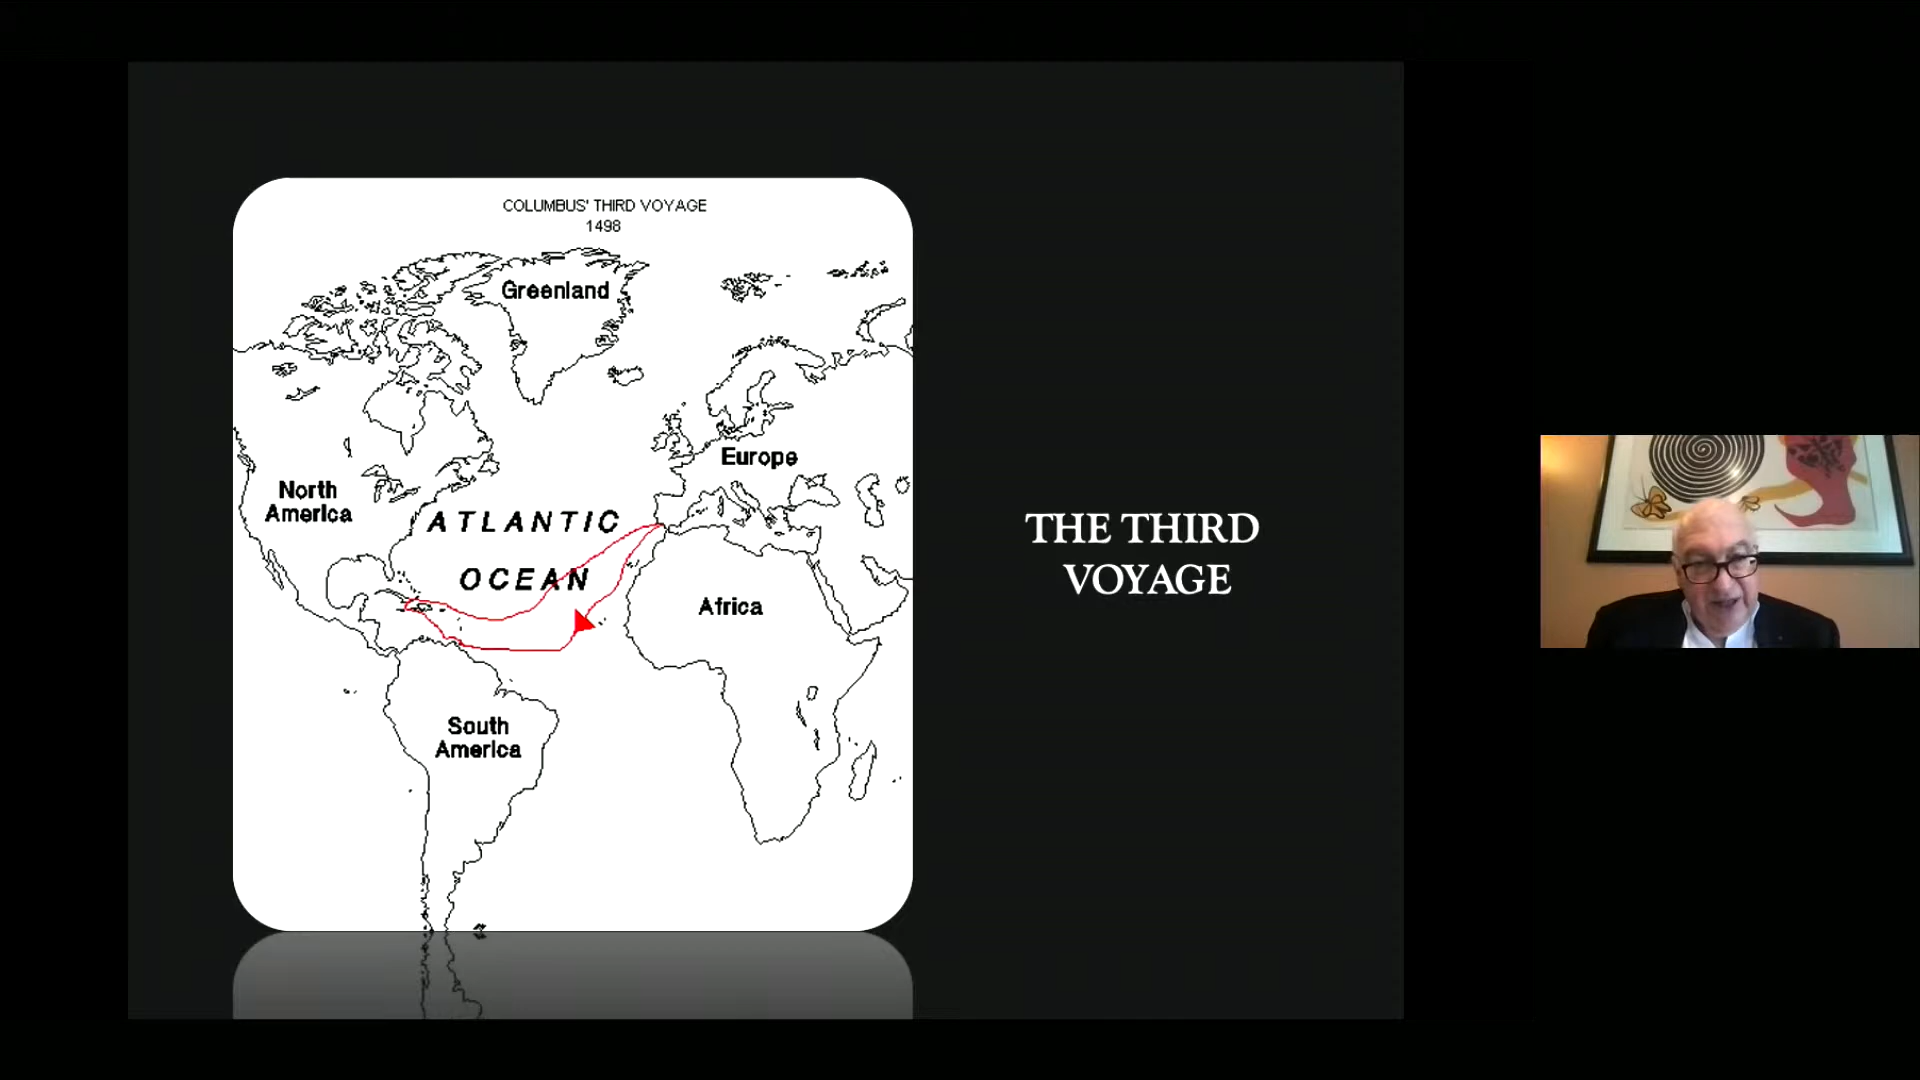 COLUMBUS' THIRD VOYAGE
1498
Greenland
Europe
North
America
ATLANTIC
OCEAN
Africa
South
America
THE THIRD
VOYAGE